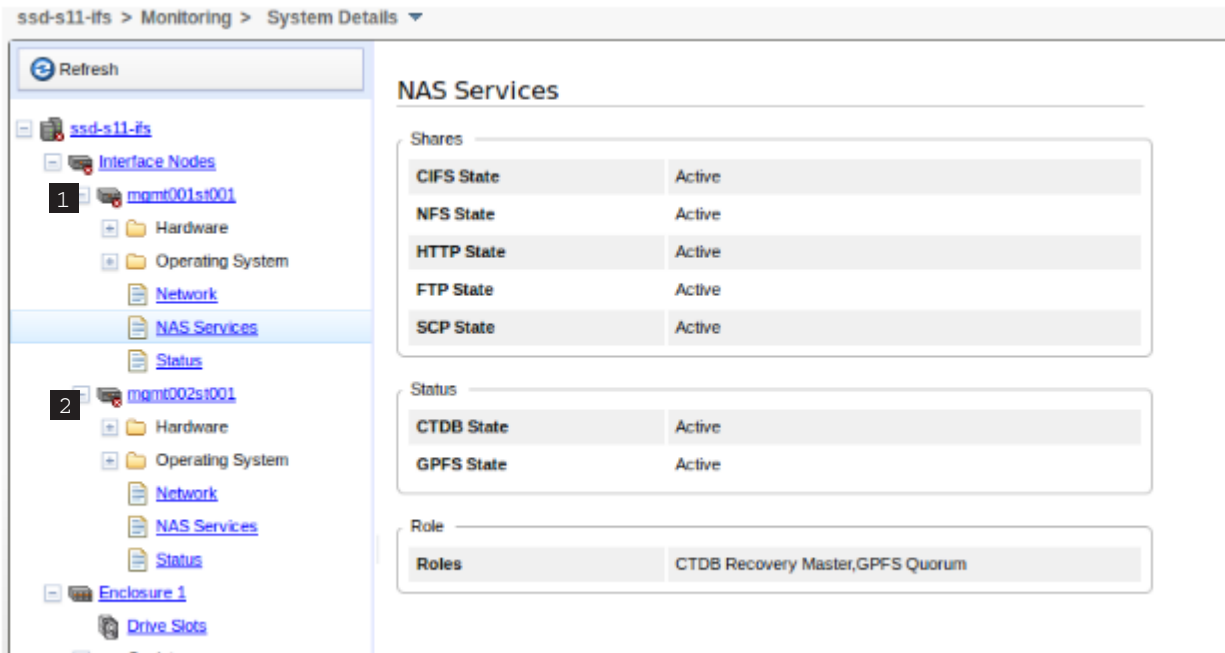 ssd-s11-ifs > Monitoring > System Details
Refresh
ssd-s11-ifs
Interface Nodes
1 mgmt001st001
Hardware
Operating System
Network
NAS Services
Status
2 mgmt002st001
Hardware
Operating System
Network
NAS Services
Status
Enclosure 1
Drive Slots
NAS Services
Shares
CIFS State Active
NFS State Active
HTTP State Active
FTP State Active
SCP State Active
Status
CTDB State Active
GPFS State Active
Role
Roles CTDB Recovery Master,GPFS Quorum